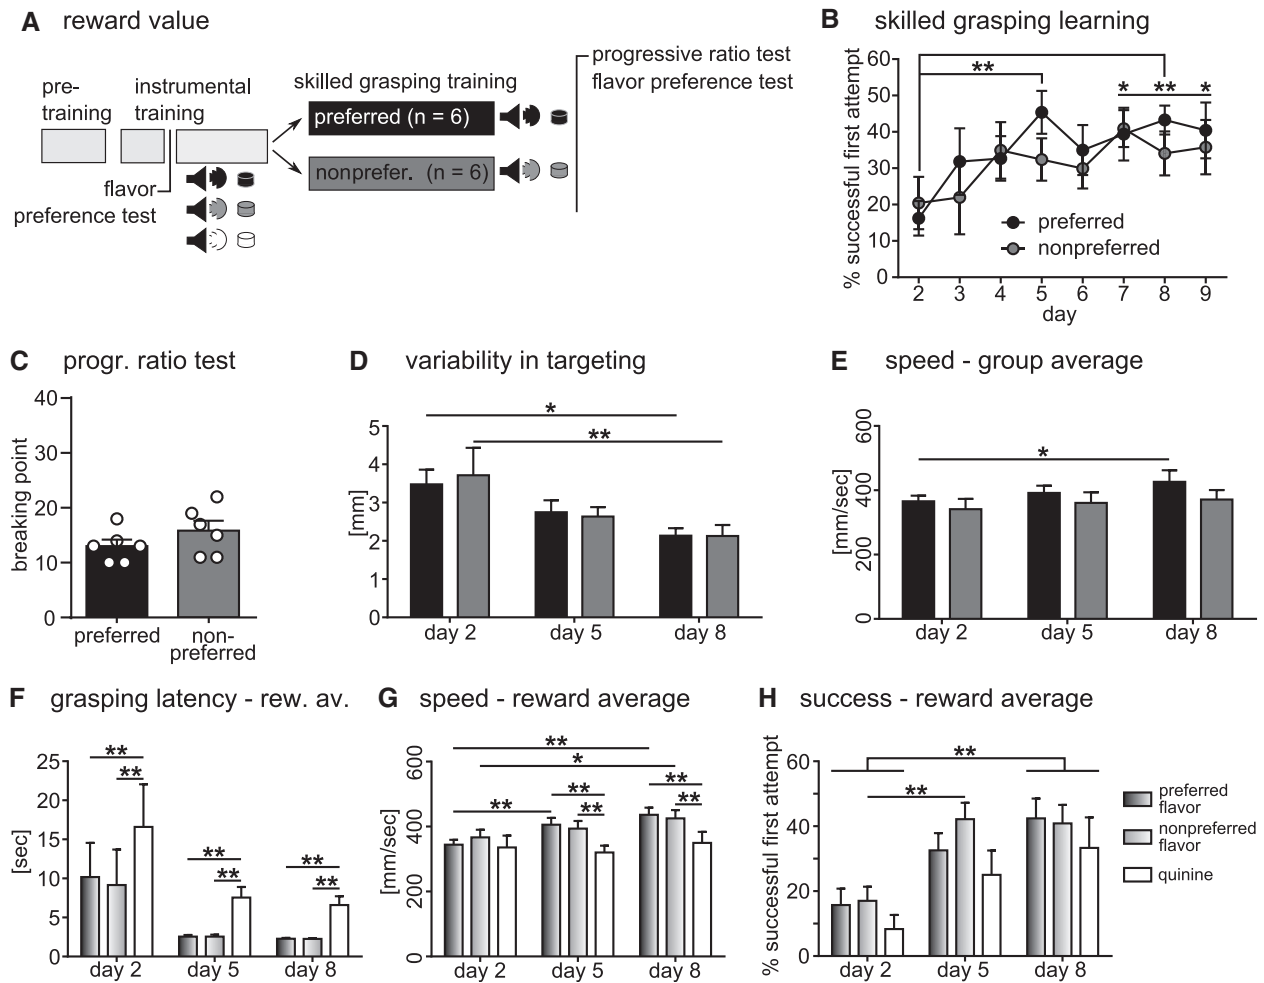 A reward value
pre-
training
instrumental
training
flavor
preference test
skilled grasping training
preferred (n = 6)
nonprefer. (n = 6)
progressive ratio test
flavor preference test
B skilled grasping learning
% successful first attempt
60
50
40
30
20
10
0
** * ** *
preferred
nonpreferred
2 3 4 5 6 7 8 9
day
C progr. ratio test
breaking point
40
30
20
10
0
preferred
non-
preferred
D variability in targeting
[mm]
5
4
3
2
1
0
*
**
day 2 day 5 day 8
E speed - group average
[mm/sec]
600
400
200
0
*
day 2 day 5 day 8
F grasping latency - rew. av.
[sec]
25
20
15
10
5
0
**
**
**
**
**
**
day 2 day 5 day 8
G speed - reward average
[mm/sec]
600
400
200
0
**
*
**
**
**
**
**
day 2 day 5 day 8
H success - reward average
% successful first attempt
60
40
20
0
**
**
day 2 day 5 day 8
preferred
flavor
nonpreferred
flavor
quinine